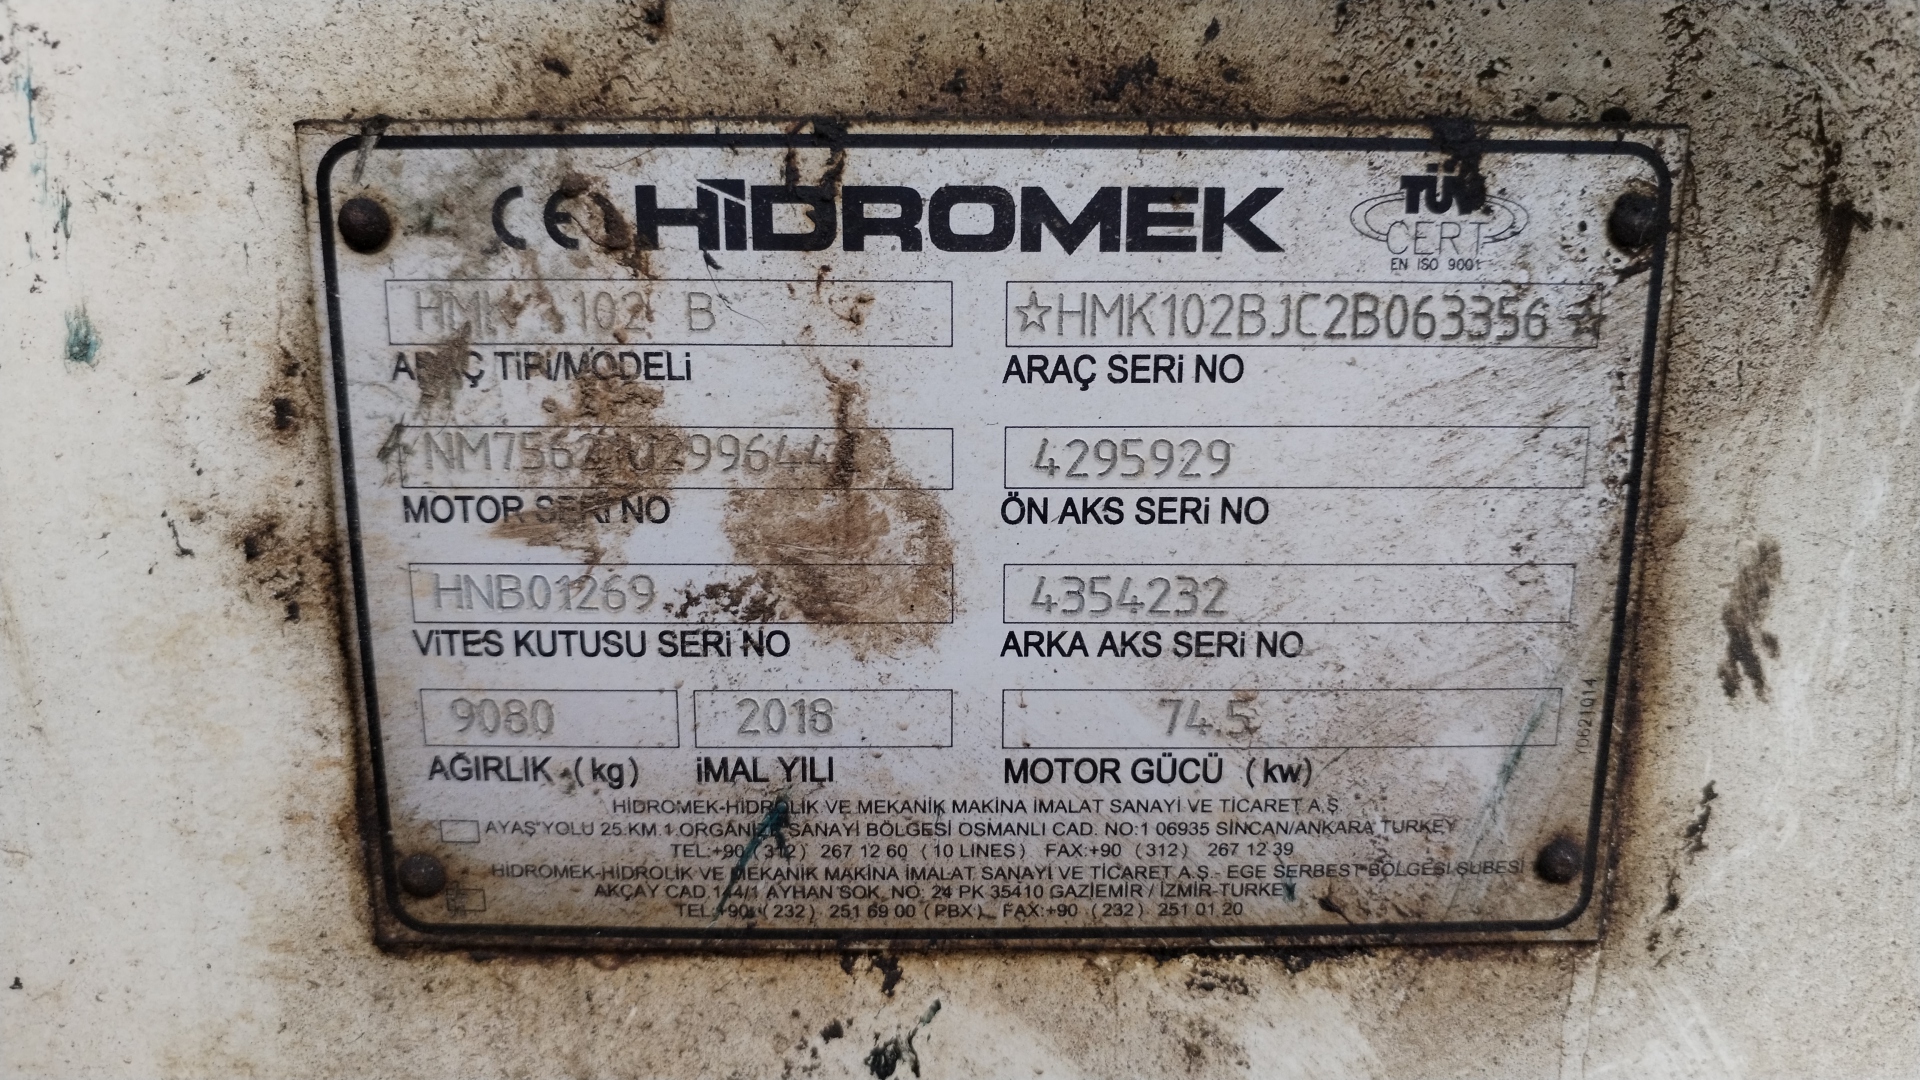 CE HİDROMEK TÜV
CERT
EN ISO 9001
HMK 102 B ☆HMK102BJC2B063356☆
ARAÇ TİPİ/MODELİ ARAÇ SERİ NO
4295929
MOTOR SERİ NO ÖN AKS SERİ NO
HNB01269 4354232
VİTES KUTUSU SERİ NO ARKA AKS SERİ NO
9080 2018 74.5
AĞIRLIK (kg) İMAL YILI MOTOR GÜCÜ (kw)
10621014
HİDROMEK-HİDROLİK VE MEKANİK MAKİNA İMALAT SANAYİ VE TİCARET A.Ş.
AYAŞ YOLU 25.KM.1.ORGANİZE SANAYİ BÖLGESİ OSMANLI CAD. NO:1 06935 SİNCAN/ANKARA TURKEY
TEL:+90 (312) 267 12 60 (10 LINES) FAX:+90 (312) 267 12 39
HİDROMEK-HİDROLİK VE MEKANİK MAKİNA İMALAT SANAYİ VE TİCARET A.Ş.- EGE SERBEST BÖLGESİ ŞUBESİ
AKÇAY CAD.144/1 AYHAN SOK. NO: 24 PK 35410 GAZİEMİR / İZMİR-TURKEY
TEL:+90 (232) 251 69 00 (PBX) FAX:+90 (232) 251 01 20